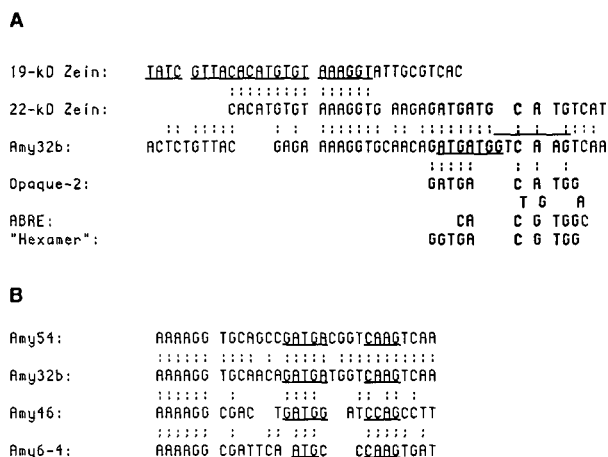 A
19-kD Zein: TATC GTTACACATGTGT AAAGGTATTGCGTCAC
:::::::::: ::::::
22-kD Zein: CACATGTGT AAAGGTG AAGAGATGATG C A TGTCAT
:: ::::: : :: : :::::: :: :::::::: : : : :::
Amy32b: ACTCTGTTAC GAGA AAAGGTGCAACAGATGATGGTCAAGTCAA
::::: : : :
Opaque-2: GATGA C A TGG
T G A
ABRE: CA C G TGGC
"Hexamer": GGTGA C G TGG
B
Amy54: AAAAGG TGCAGCCGATGACGGTCAAGTCAA
:::::: :::: : ::::: ::::::::::
Amy32b: AAAAGG TGCAACAGATGATGGTCAAGTCAA
:::::: :: : :::: : :: :
Amy46: AAAAGG CGAC TGATGG ATCCAGCCTT
:::::: ::: : ::: ::: : :
Amy6-4: AAAAGG CGATTCA ATGC CCAAGTGAT